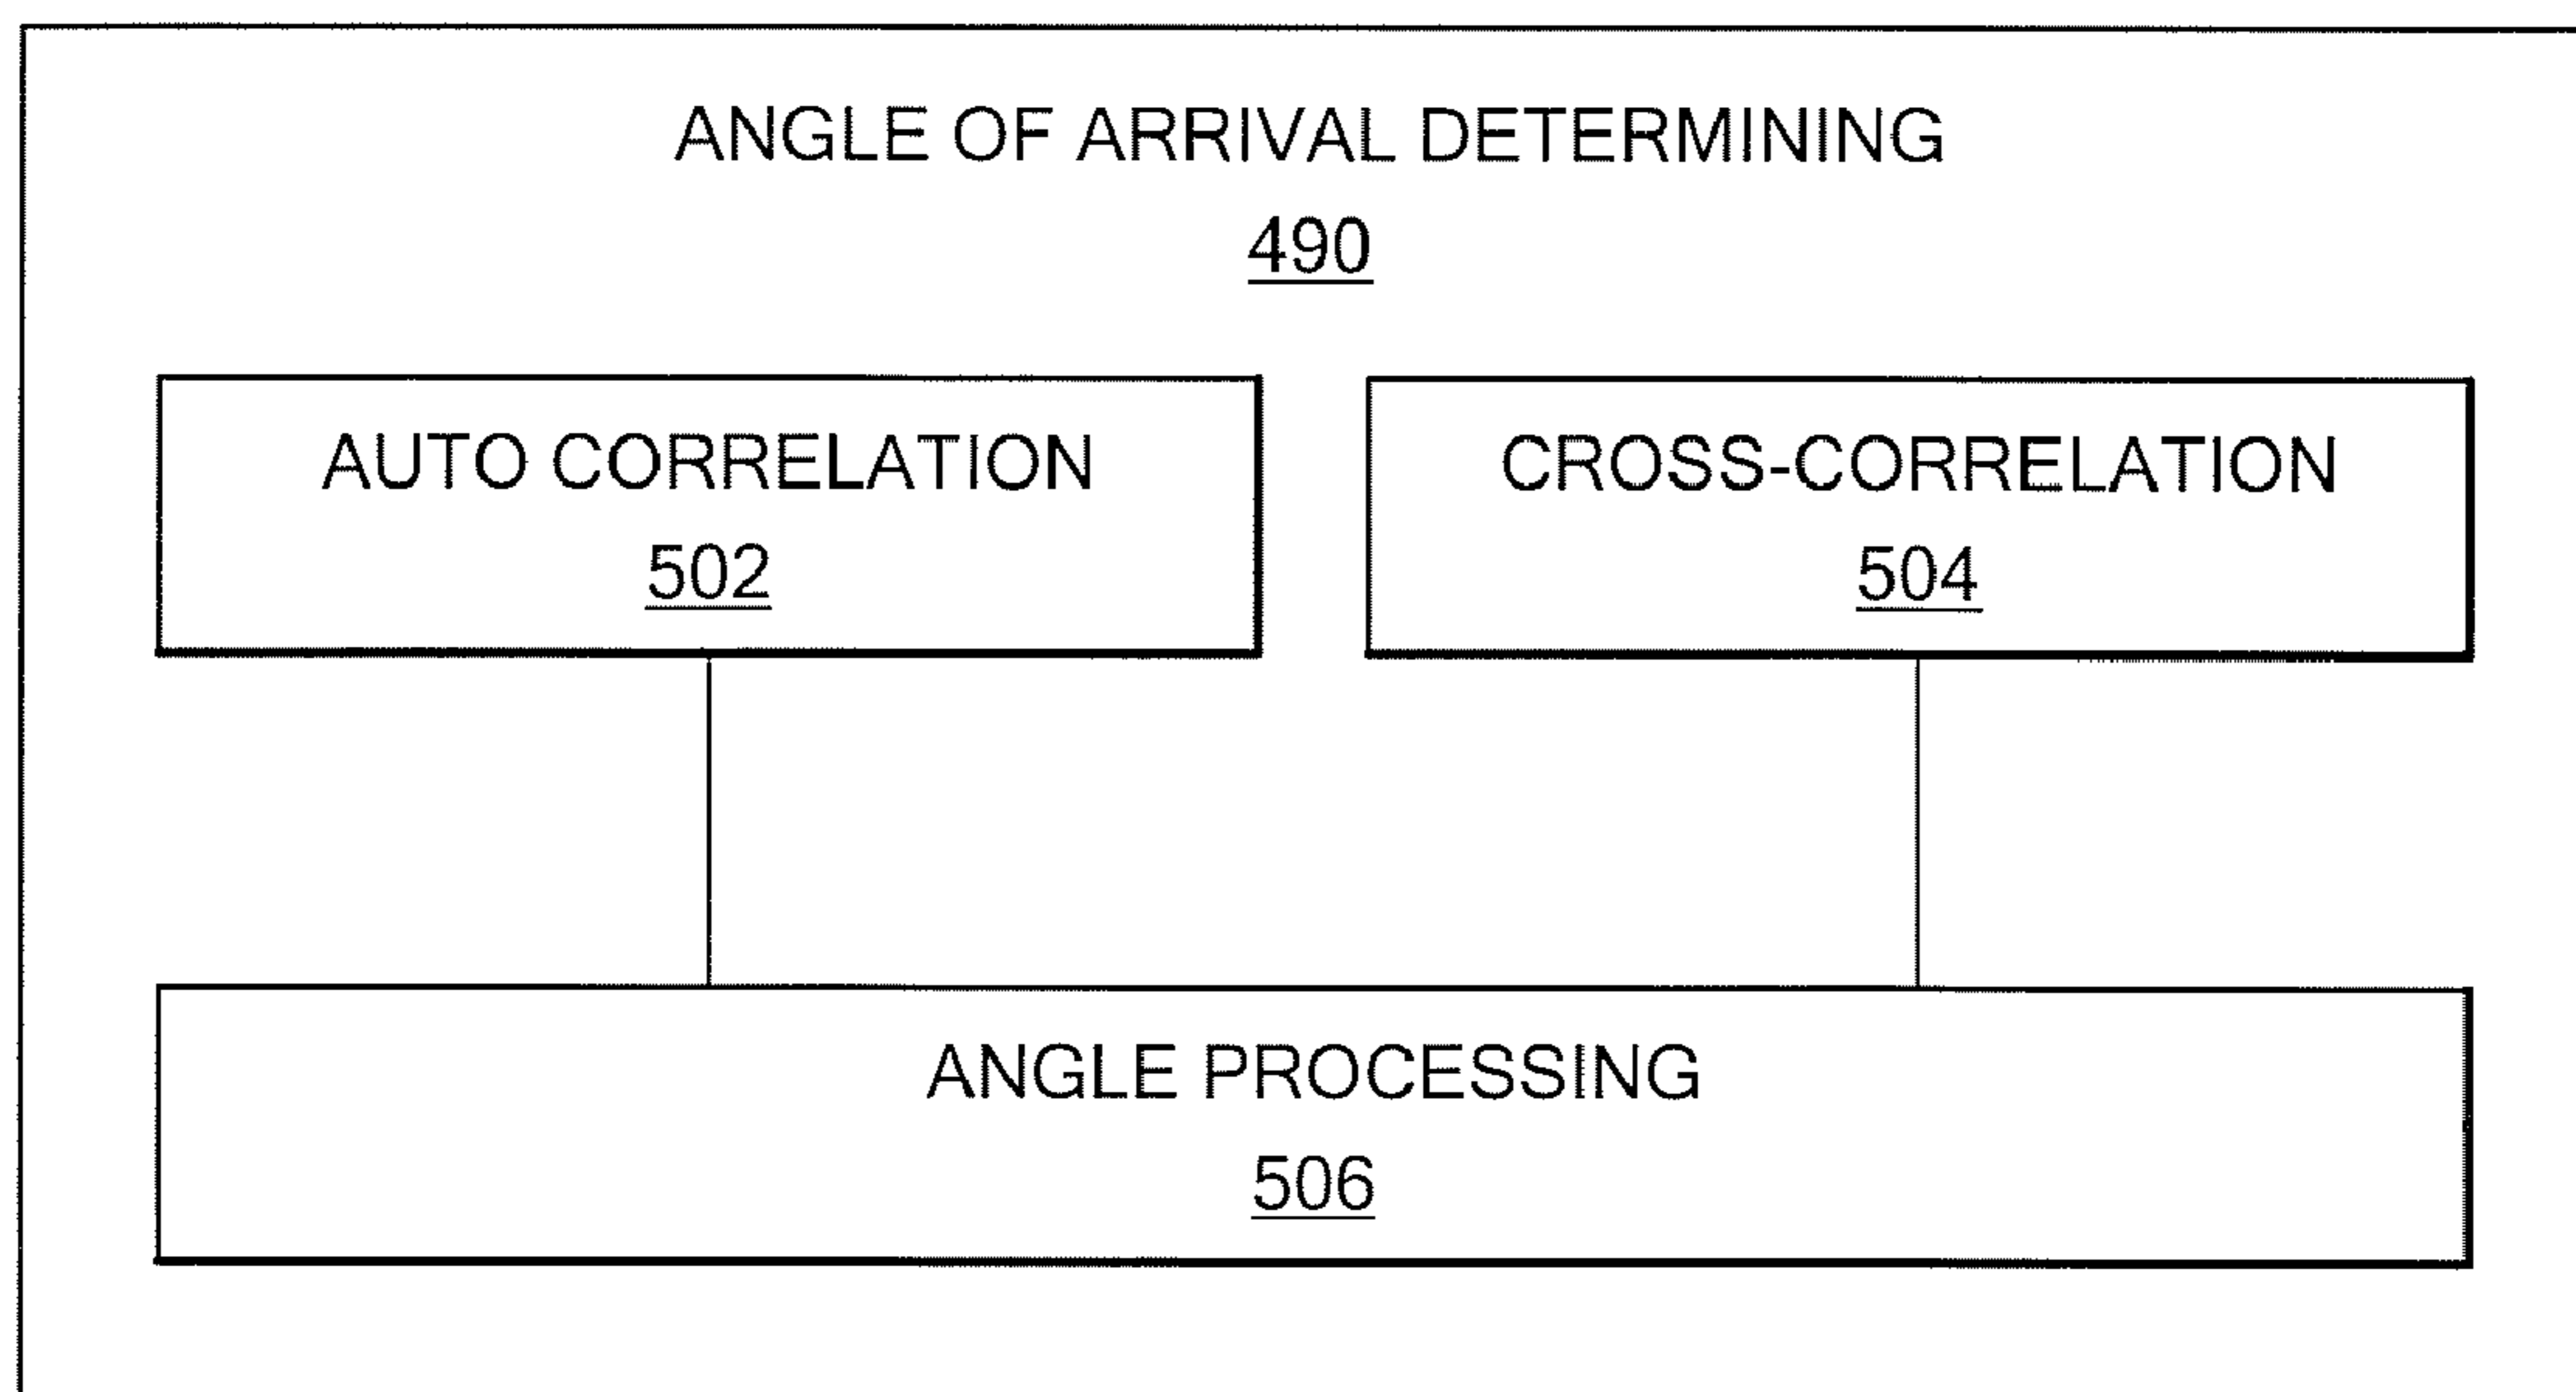 ANGLE OF ARRIVAL DETERMINING
490
AUTO CORRELATION
502
CROSS-CORRELATION
504
ANGLE PROCESSING
506